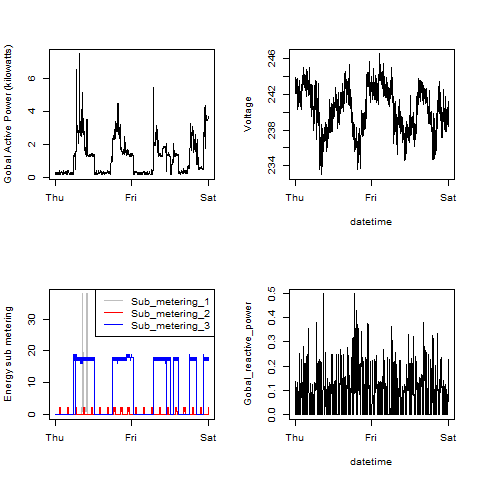 Gobal Active Power (kilowatts)
6
4
2
0
Thu Fri Sat
Voltage
246
242
238
234
Thu Fri Sat
datetime
Energy sub metering
30
20
10
0
Sub_metering_1
Sub_metering_2
Sub_metering_3
Thu Fri Sat
Gobal_reactive_power
0.5
0.4
0.3
0.2
0.1
0.0
Thu Fri Sat
datetime